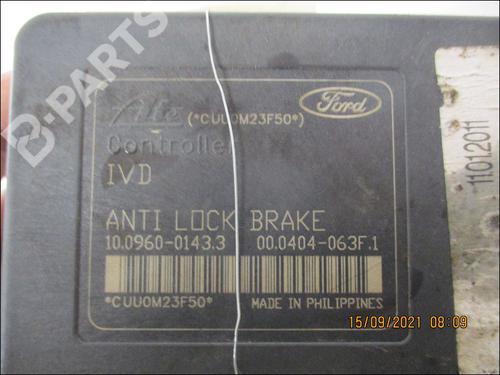 B-PARTS
Ate
(*CUU0M23F50*)
Ford
Controller
IVD
ANTI LOCK BRAKE
10.0960-0143.3 00.0404-063F.1
*CUU0M23F50*
MADE IN PHILIPPINES
11012011
15/09/2021 08:09